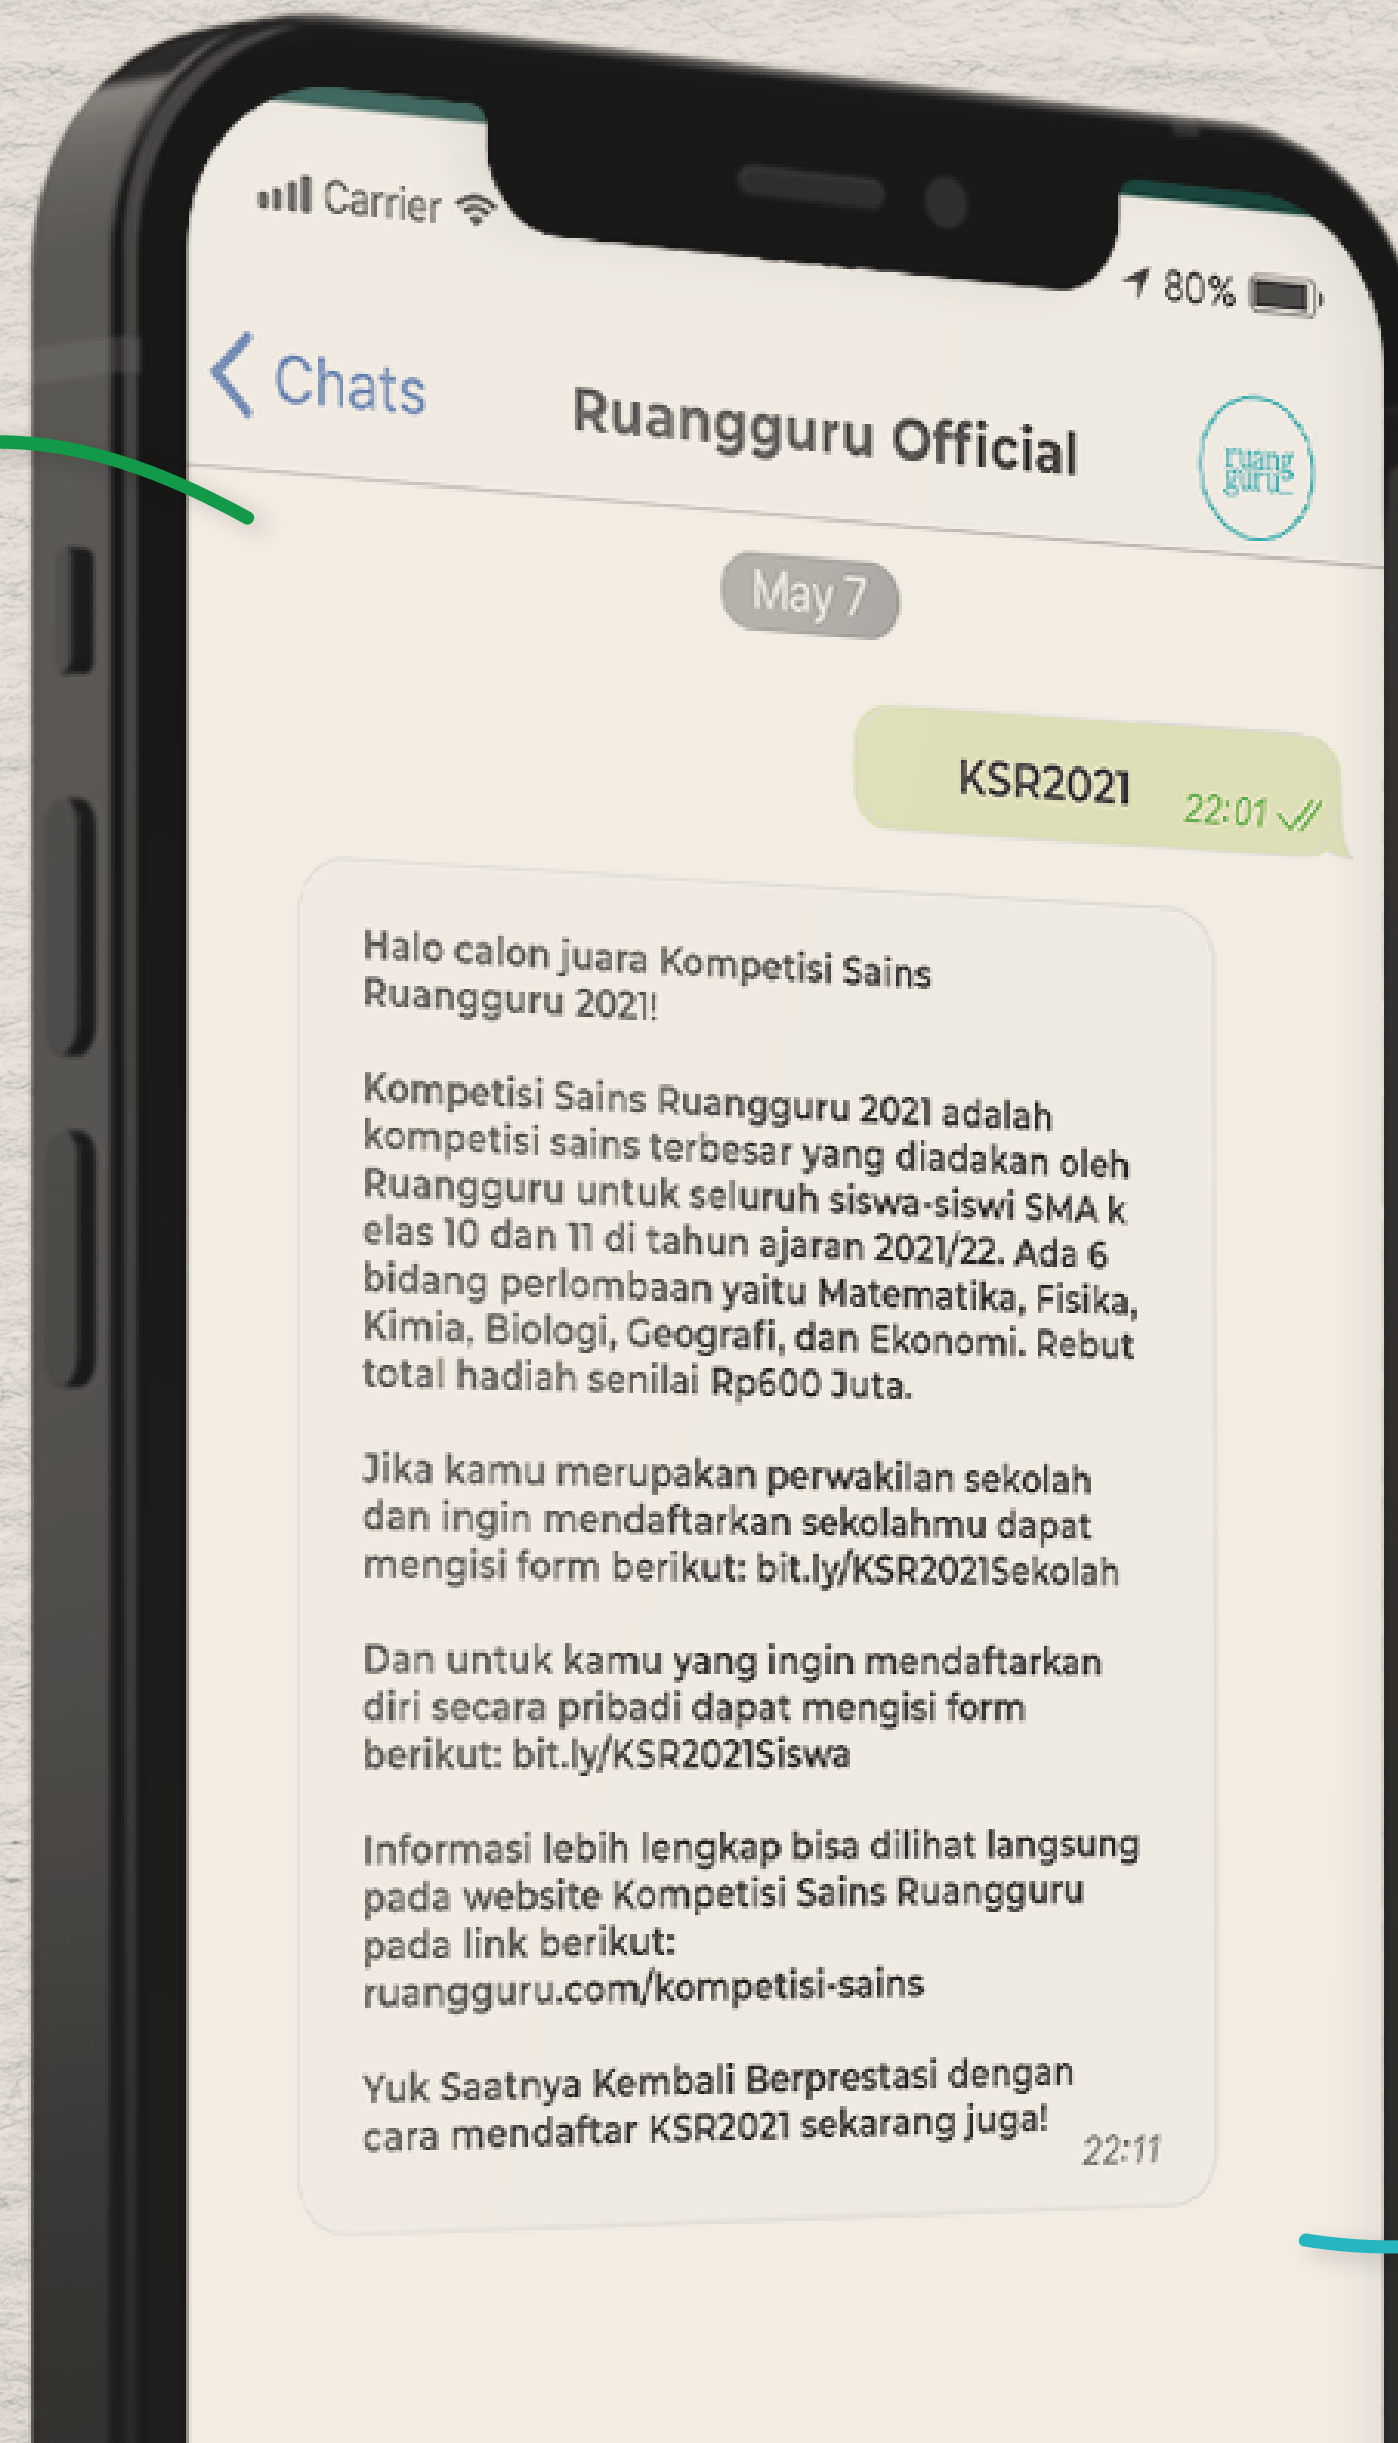 Carrier
80%
Chats
Ruangguru Official
ruang
guru
May 7
KSR2021
22:01
Halo calon juara Kompetisi Sains
Ruangguru 2021!
Kompetisi Sains Ruangguru 2021 adalah
kompetisi sains terbesar yang diadakan oleh
Ruangguru untuk seluruh siswa-siswi SMA k
elas 10 dan 11 di tahun ajaran 2021/22. Ada 6
bidang perlombaan yaitu Matematika, Fisika,
Kimia, Biologi, Geografi, dan Ekonomi. Rebut
total hadiah senilai Rp600 Juta.
Jika kamu merupakan perwakilan sekolah
dan ingin mendaftarkan sekolahmu dapat
mengisi form berikut: bit.ly/KSR2021Sekolah
Dan untuk kamu yang ingin mendaftarkan
diri secara pribadi dapat mengisi form
berikut: bit.ly/KSR2021Siswa
Informasi lebih lengkap bisa dilihat langsung
pada website Kompetisi Sains Ruangguru
pada link berikut:
ruangguru.com/kompetisi-sains
Yuk Saatnya Kembali Berprestasi dengan
cara mendaftar KSR2021 sekarang juga!
22:11